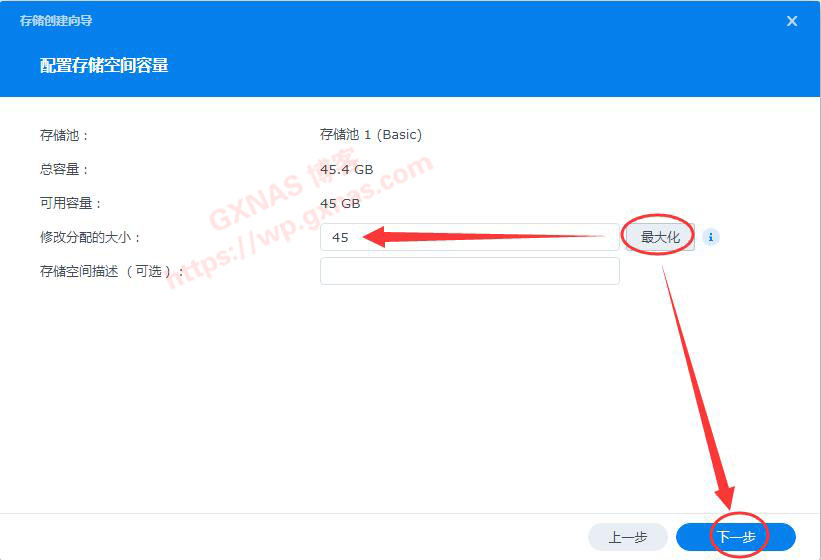 存储创建向导
配置存储空间容量
存储池： 存储池 1 (Basic)
总容量： 45.4 GB
可用容量： 45 GB
修改分配的大小： 45 最大化
存储空间描述（可选）：
GXNAS 博客
https://wp.gxnas.com
上一步 下一步